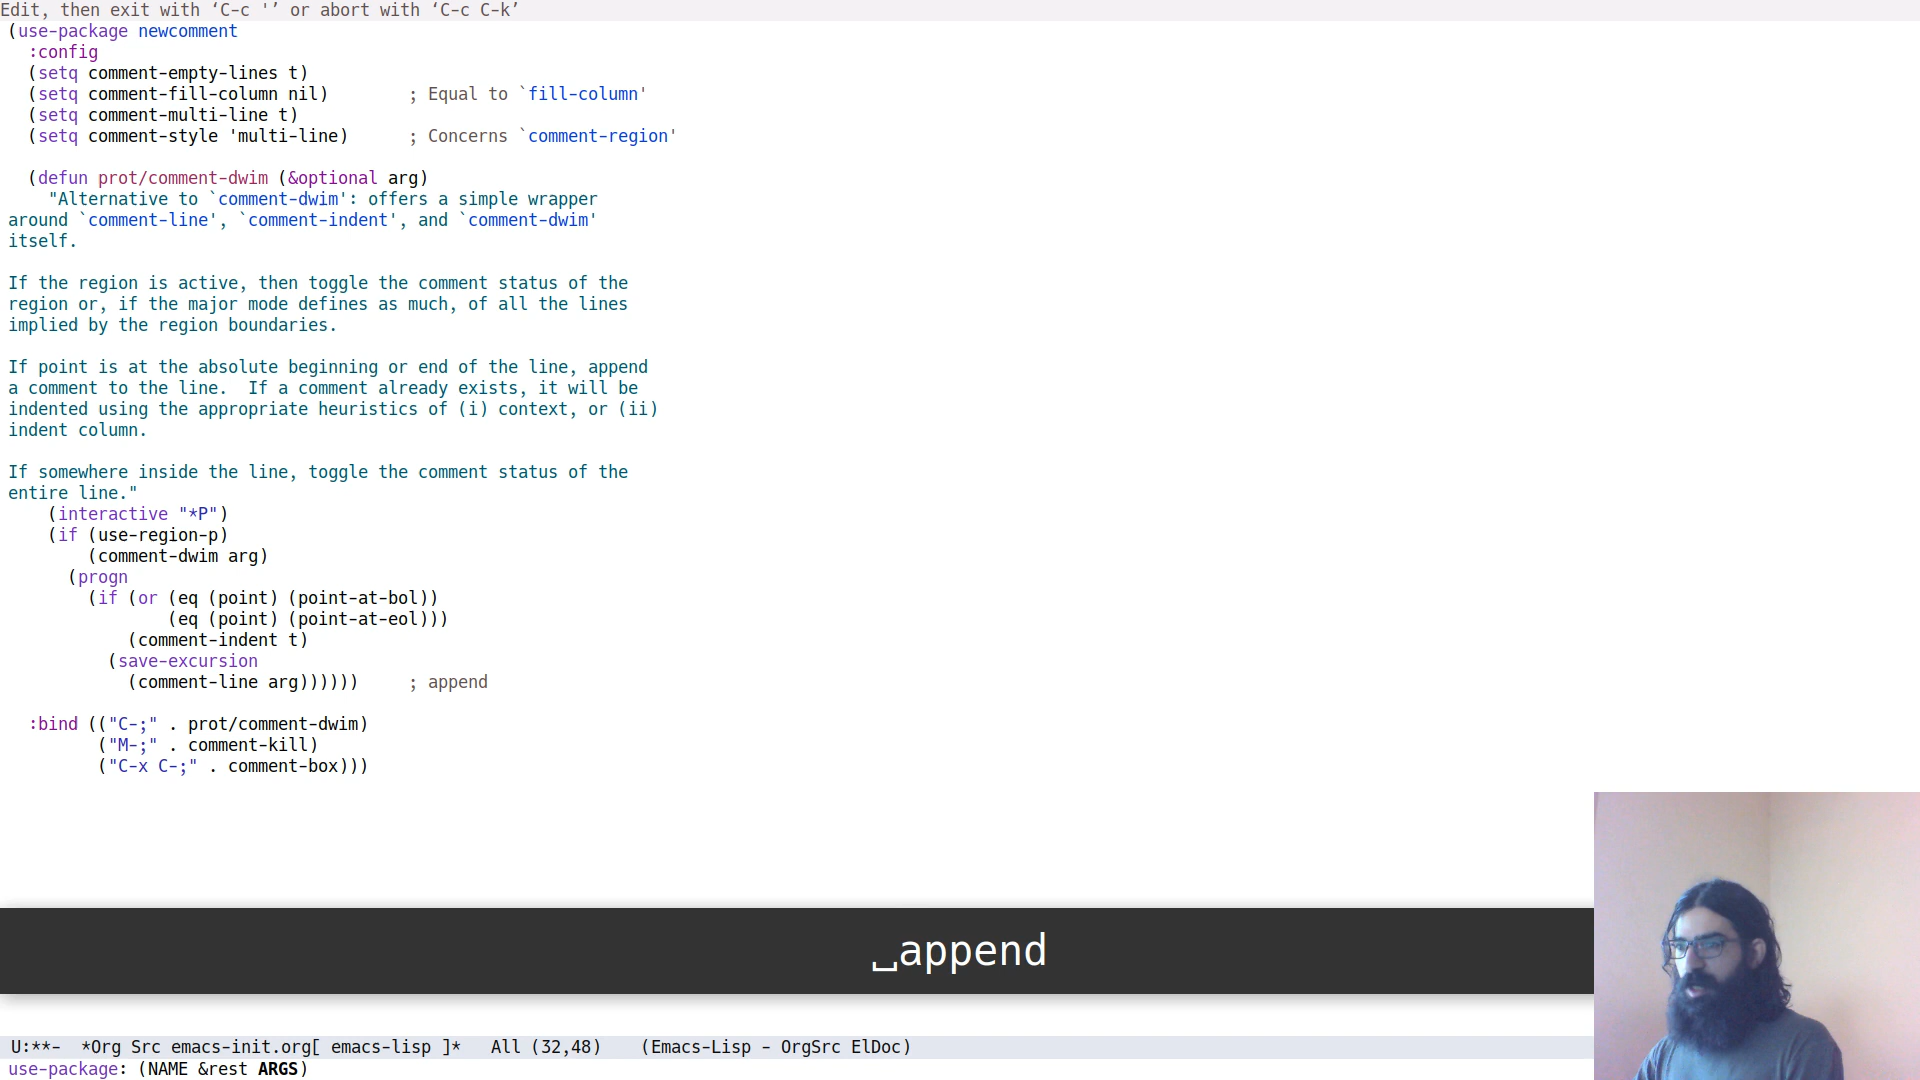 Edit, then exit with ‘C-c '’ or abort with ‘C-c C-k’
(use-package newcomment
  :config
  (setq comment-empty-lines t)
  (setq comment-fill-column nil)        ; Equal to `fill-column'
  (setq comment-multi-line t)
  (setq comment-style 'multi-line)      ; Concerns `comment-region'

  (defun prot/comment-dwim (&optional arg)
    "Alternative to `comment-dwim': offers a simple wrapper
around `comment-line', `comment-indent', and `comment-dwim'
itself.

If the region is active, then toggle the comment status of the
region or, if the major mode defines as much, of all the lines
implied by the region boundaries.

If point is at the absolute beginning or end of the line, append
a comment to the line.  If a comment already exists, it will be
indented using the appropriate heuristics of (i) context, or (ii)
indent column.

If somewhere inside the line, toggle the comment status of the
entire line."
    (interactive "*P")
    (if (use-region-p)
        (comment-dwim arg)
      (progn
        (if (or (eq (point) (point-at-bol))
                (eq (point) (point-at-eol)))
            (comment-indent t)
          (save-excursion
            (comment-line arg))))))     ; append

  :bind (("C-;" . prot/comment-dwim)
         ("M-;" . comment-kill)
         ("C-x C-;" . comment-box)))
␣append
U:**-  *Org Src emacs-init.org[ emacs-lisp ]*   All (32,48)    (Emacs-Lisp - OrgSrc ElDoc)
use-package: (NAME &rest ARGS)